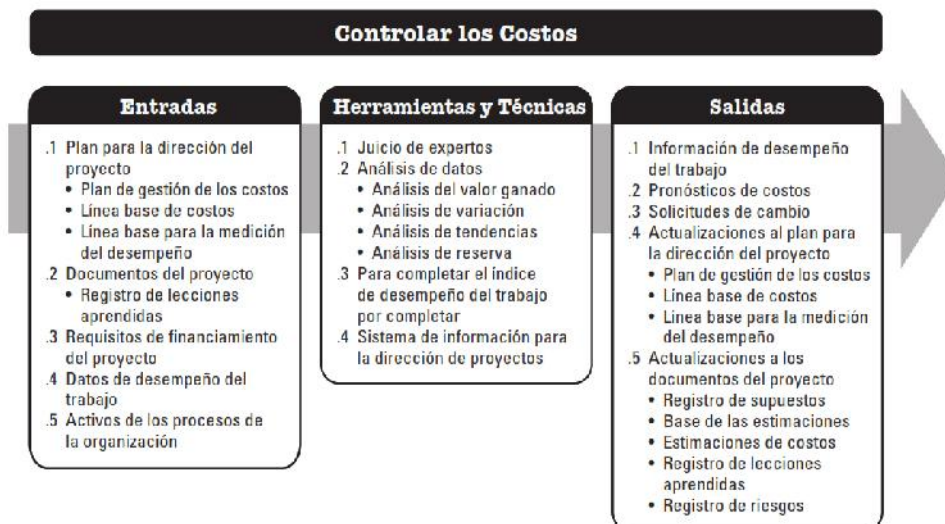 Controlar los Costos
Entradas
.1 Plan para la dirección del
proyecto
• Plan de gestión de los costos
• Línea base de costos
• Línea base para la medición
del desempeño
.2 Documentos del proyecto
• Registro de lecciones
aprendidas
.3 Requisitos de financiamiento
del proyecto
.4 Datos de desempeño del
trabajo
.5 Activos de los procesos de
la organización
Herramientas y Técnicas
.1 Juicio de expertos
.2 Análisis de datos
• Análisis del valor ganado
• Análisis de variación
• Análisis de tendencias
• Análisis de reserva
.3 Para completar el índice
de desempeño del trabajo
por completar
.4 Sistema de información para
la dirección de proyectos
Salidas
.1 Información de desempeño
del trabajo
.2 Pronósticos de costos
.3 Solicitudes de cambio
.4 Actualizaciones al plan para
la dirección del proyecto
• Plan de gestión de los costos
• Línea base de costos
• Línea base para la medición
del desempeño
.5 Actualizaciones a los
documentos del proyecto
• Registro de supuestos
• Base de las estimaciones
• Estimaciones de costos
• Registro de lecciones
aprendidas
• Registro de riesgos